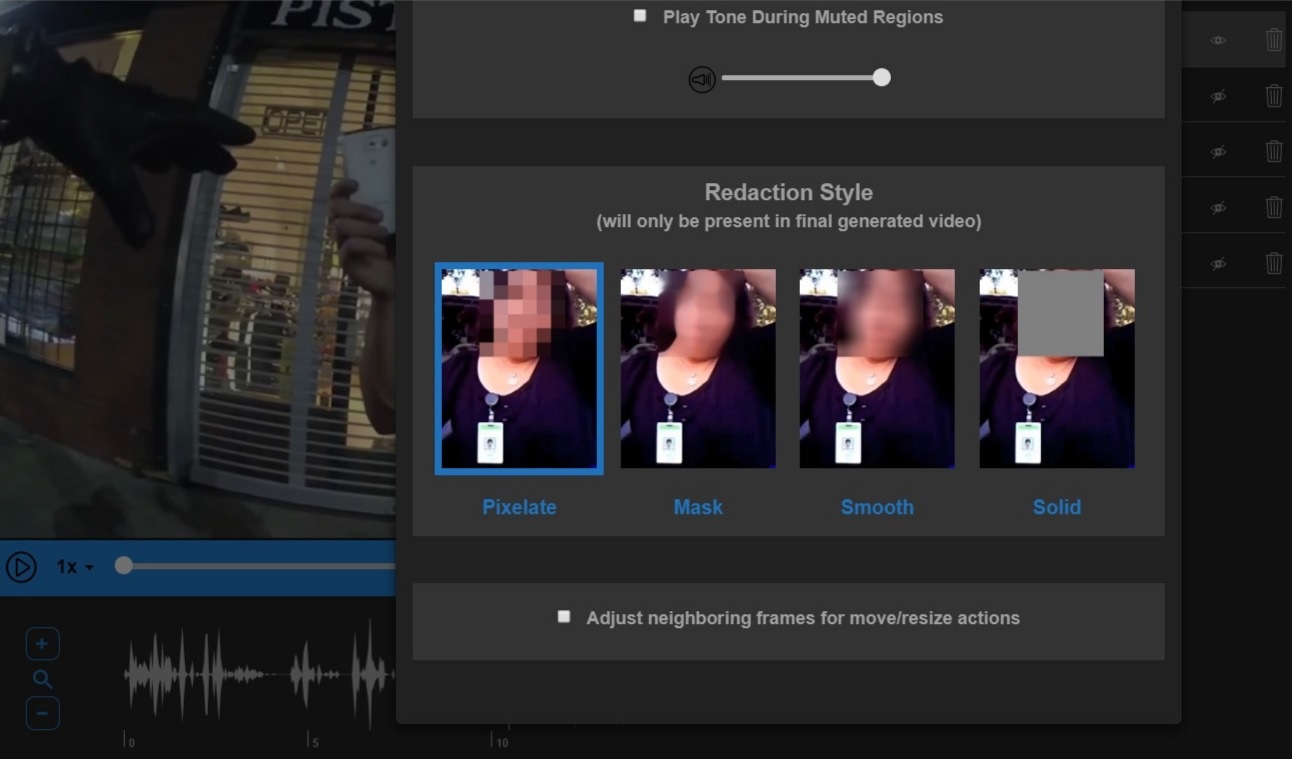 PIST
OPEN
Play Tone During Muted Regions
Redaction Style
(will only be present in final generated video)
Pixelate
Mask
Smooth
Solid
1x
Adjust neighboring frames for move/resize actions
0
5
10